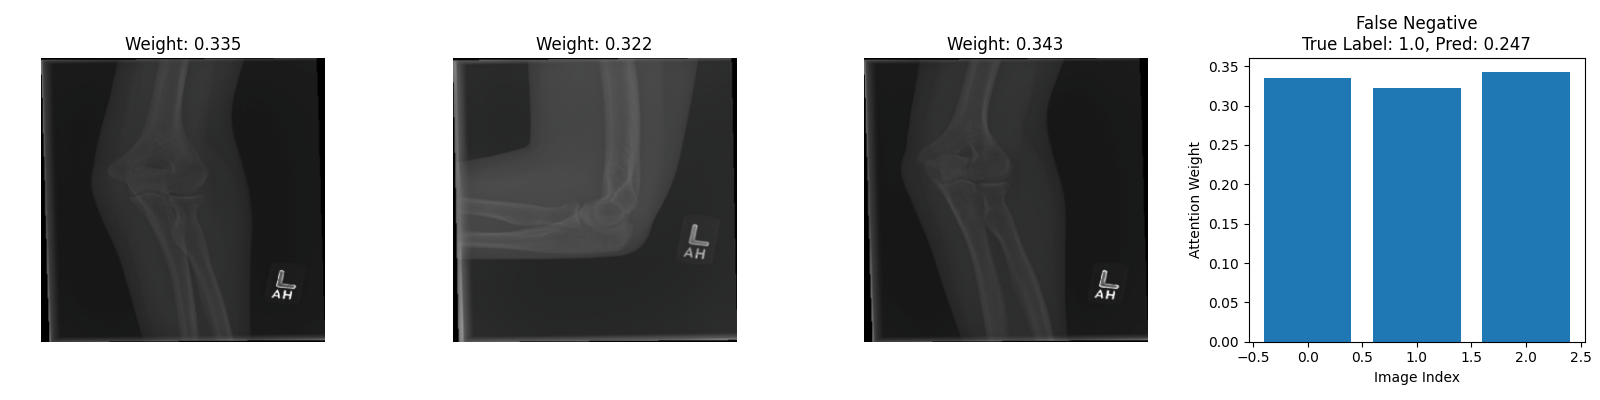 Weight: 0.335
L
AH
Weight: 0.322
L
AH
Weight: 0.343
L
AH
False Negative
True Label: 1.0, Pred: 0.247
Attention Weight
0.35
0.30
0.25
0.20
0.15
0.10
0.05
0.00
−0.5 0.0 0.5 1.0 1.5 2.0 2.5
Image Index